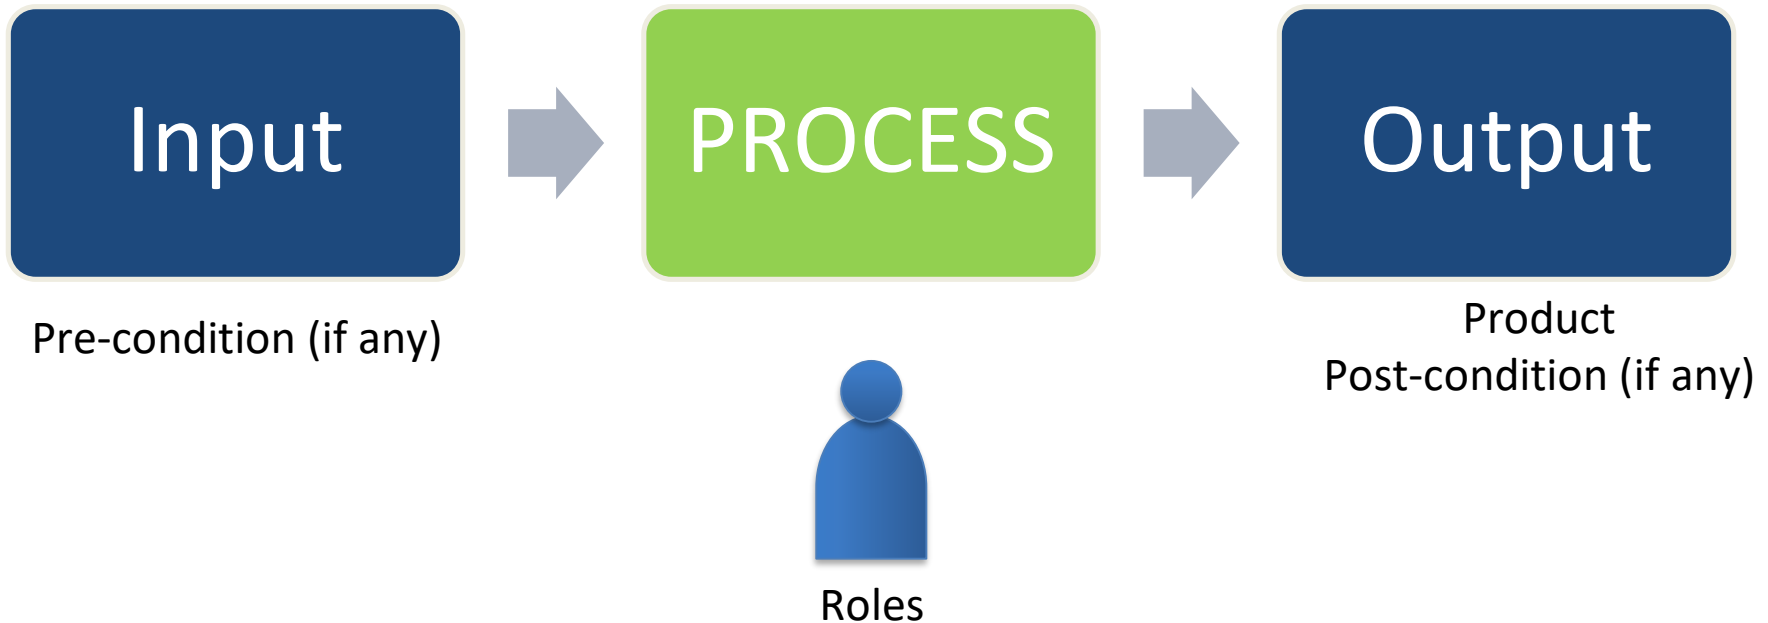 Input
PROCESS
Output
Pre-condition (if any)
Product
Post-condition (if any)
Roles